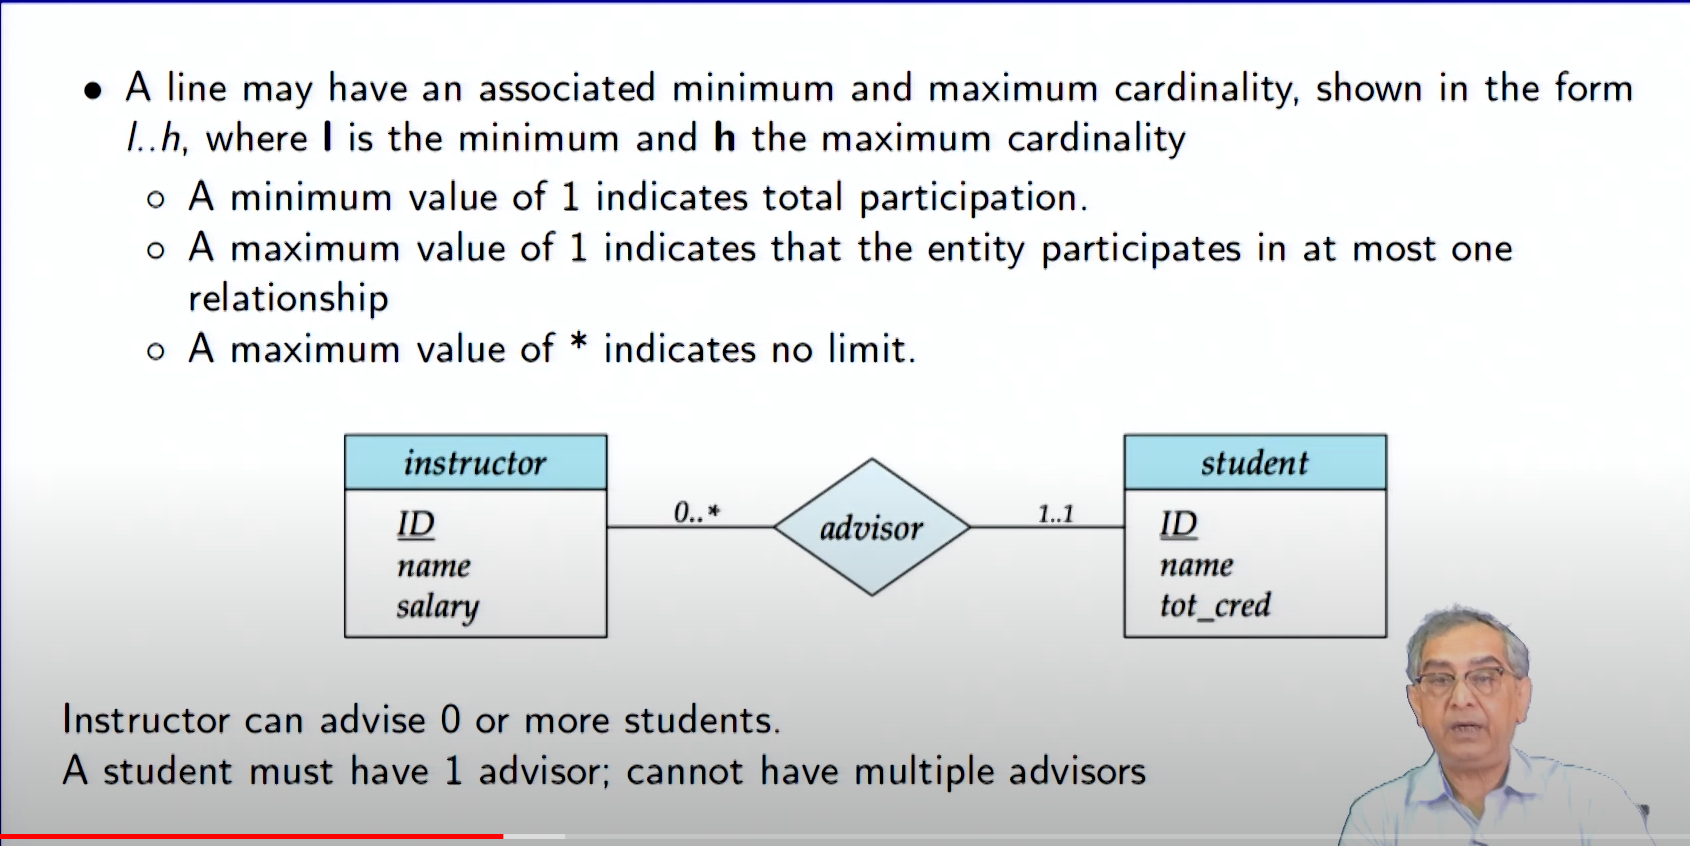 • A line may have an associated minimum and maximum cardinality, shown in the form
l..h, where l is the minimum and h the maximum cardinality
○ A minimum value of 1 indicates total participation.
○ A maximum value of 1 indicates that the entity participates in at most one
relationship
○ A maximum value of * indicates no limit.
instructor
ID
name
salary
0..*
advisor
1..1
student
ID
name
tot_cred
Instructor can advise 0 or more students.
A student must have 1 advisor; cannot have multiple advisors